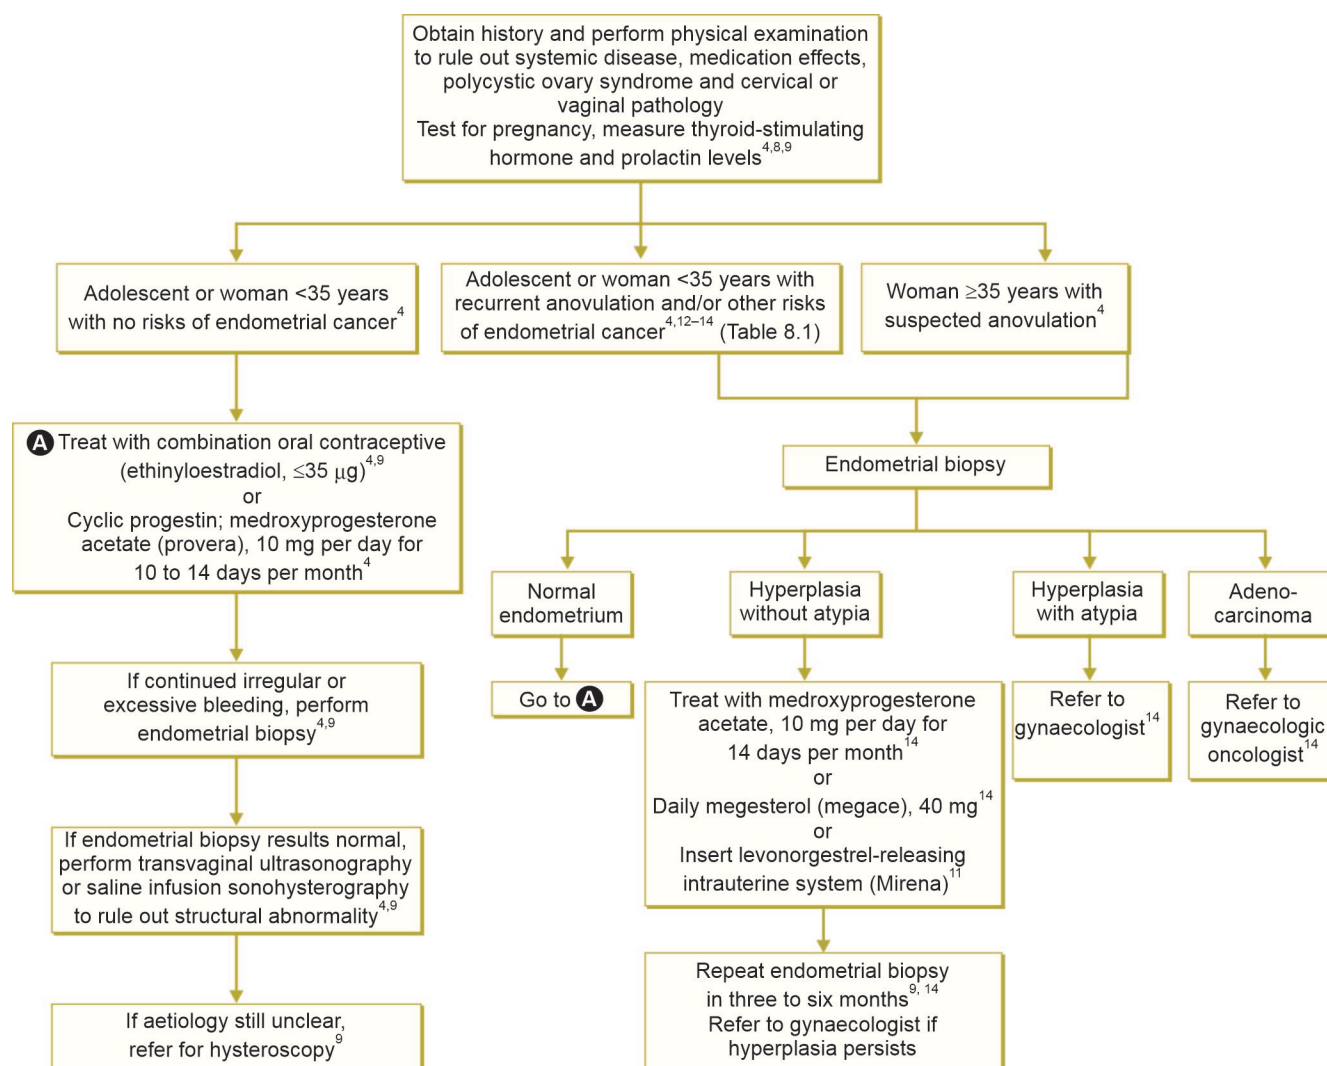 Obtain history and perform physical examination
to rule out systemic disease, medication effects,
polycystic ovary syndrome and cervical or
vaginal pathology
Test for pregnancy, measure thyroid-stimulating
hormone and prolactin levels4,8,9
Adolescent or woman <35 years
with no risks of endometrial cancer4
Adolescent or woman <35 years with
recurrent anovulation and/or other risks
of endometrial cancer4,12–14 (Table 8.1)
Woman ≥35 years with
suspected anovulation4
A Treat with combination oral contraceptive
(ethinyloestradiol, ≤35 μg)4,9
or
Cyclic progestin; medroxyprogesterone
acetate (provera), 10 mg per day for
10 to 14 days per month4
If continued irregular or
excessive bleeding, perform
endometrial biopsy4,9
If endometrial biopsy results normal,
perform transvaginal ultrasonography
or saline infusion sonohysterography
to rule out structural abnormality4,9
If aetiology still unclear,
refer for hysteroscopy9
Endometrial biopsy
Normal
endometrium
Go to A
Hyperplasia
without atypia
Treat with medroxyprogesterone
acetate, 10 mg per day for
14 days per month14
or
Daily megesterol (megace), 40 mg14
or
Insert levonorgestrel-releasing
intrauterine system (Mirena)11
Repeat endometrial biopsy
in three to six months9, 14
Refer to gynaecologist if
hyperplasia persists
Hyperplasia
with atypia
Refer to
gynaecologist14
Adeno-
carcinoma
Refer to
gynaecologic
oncologist14